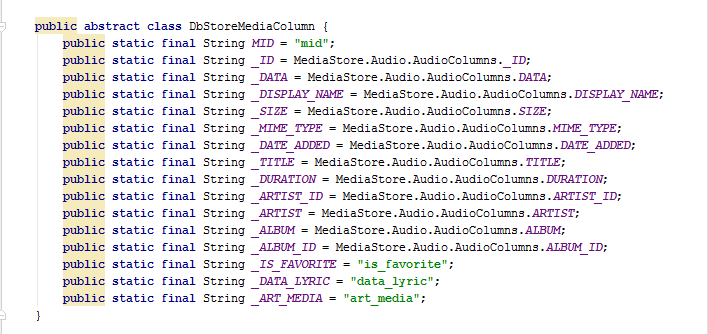 public abstract class DbStoreMediaColumn {
public static final String MID = "mid";
public static final String _ID = MediaStore.Audio.AudioColumns._ID;
public static final String _DATA = MediaStore.Audio.AudioColumns.DATA;
public static final String _DISPLAY_NAME = MediaStore.Audio.AudioColumns.DISPLAY_NAME;
public static final String _SIZE = MediaStore.Audio.AudioColumns.SIZE;
public static final String _MIME_TYPE = MediaStore.Audio.AudioColumns.MIME_TYPE;
public static final String _DATE_ADDED = MediaStore.Audio.AudioColumns.DATE_ADDED;
public static final String _TITLE = MediaStore.Audio.AudioColumns.TITLE;
public static final String _DURATION = MediaStore.Audio.AudioColumns.DURATION;
public static final String _ARTIST_ID = MediaStore.Audio.AudioColumns.ARTIST_ID;
public static final String _ARTIST = MediaStore.Audio.AudioColumns.ARTIST;
public static final String _ALBUM = MediaStore.Audio.AudioColumns.ALBUM;
public static final String _ALBUM_ID = MediaStore.Audio.AudioColumns.ALBUM_ID;
public static final String _IS_FAVORITE = "is_favorite";
public static final String _DATA_LYRIC = "data_lyric";
public static final String _ART_MEDIA = "art_media";
}